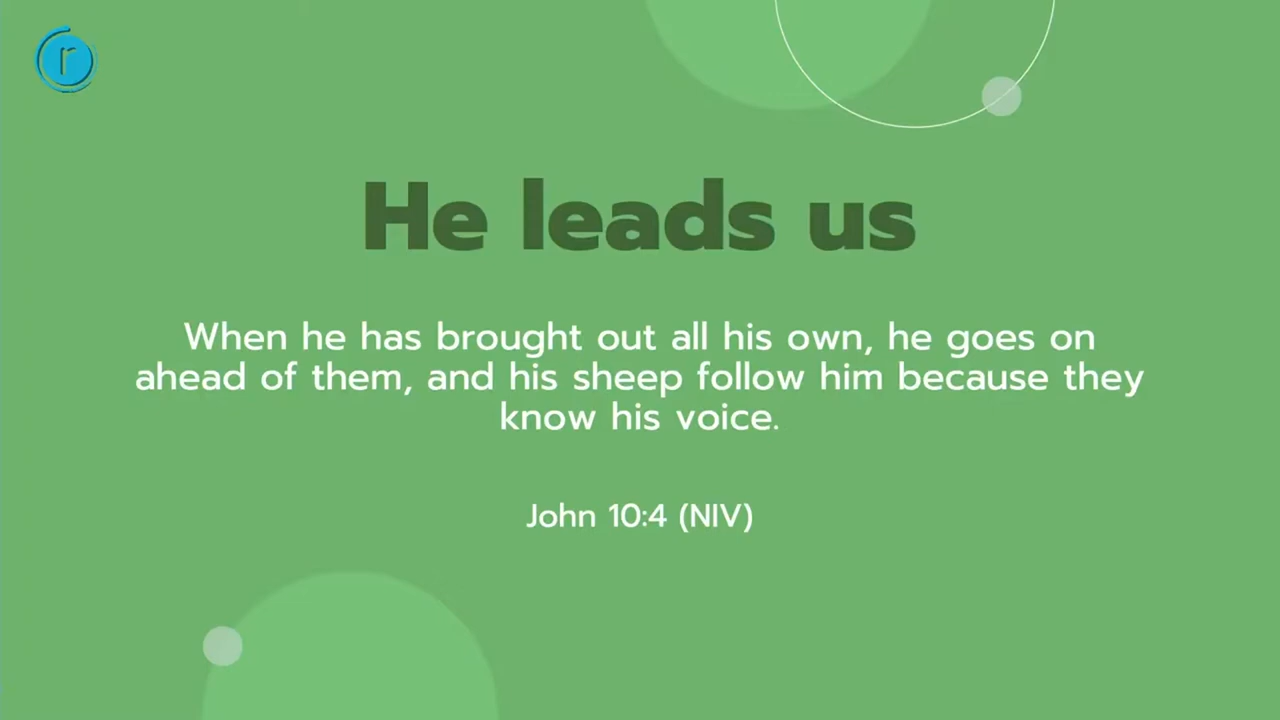 r
He leads us
When he has brought out all his own, he goes on
ahead of them, and his sheep follow him because they
know his voice.
John 10:4 (NIV)